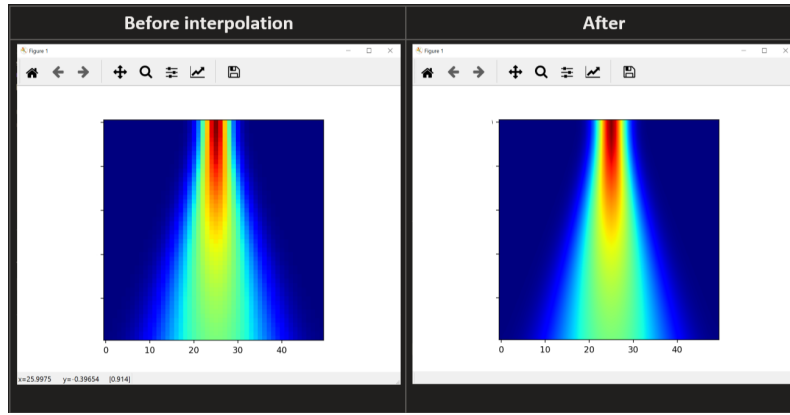 Before interpolation
After
Figure 1
Figure 1
1
0 10 20 30 40
0 10 20 30 40
x=25.9975 y=-0.39654 [0.914]